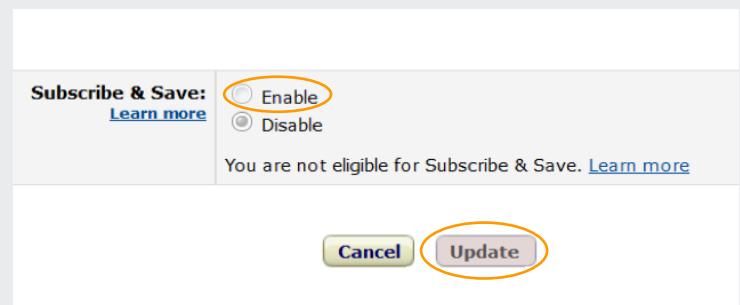 Subscribe & Save:
Learn more
Enable
Disable
You are not eligible for Subscribe & Save. Learn more
Cancel
Update